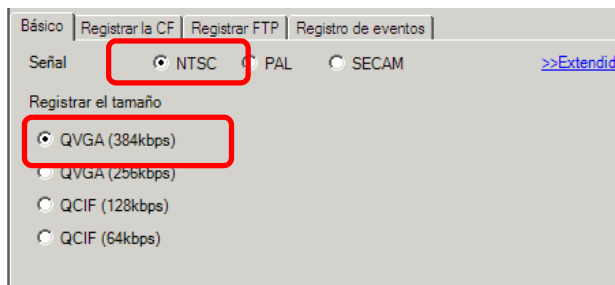 Básico Registrar la CF Registrar FTP Registro de eventos
Señal NTSC PAL SECAM >>Extendid
Registrar el tamaño
QVGA (384kbps)
QVGA (256kbps)
QCIF (128kbps)
QCIF (64kbps)